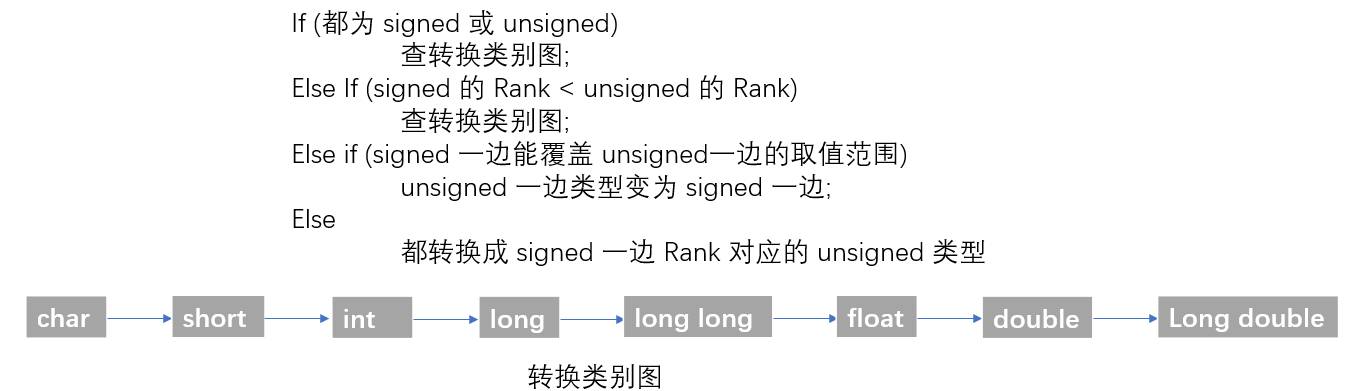 If (都为 signed 或 unsigned)
查转换类别图;
Else If (signed 的 Rank < unsigned 的 Rank)
查转换类别图;
Else if (signed 一边能覆盖 unsigned一边的取值范围)
unsigned 一边类型变为 signed 一边;
Else
都转换成 signed 一边 Rank 对应的 unsigned 类型
char short int long long long float double Long double
转换类别图